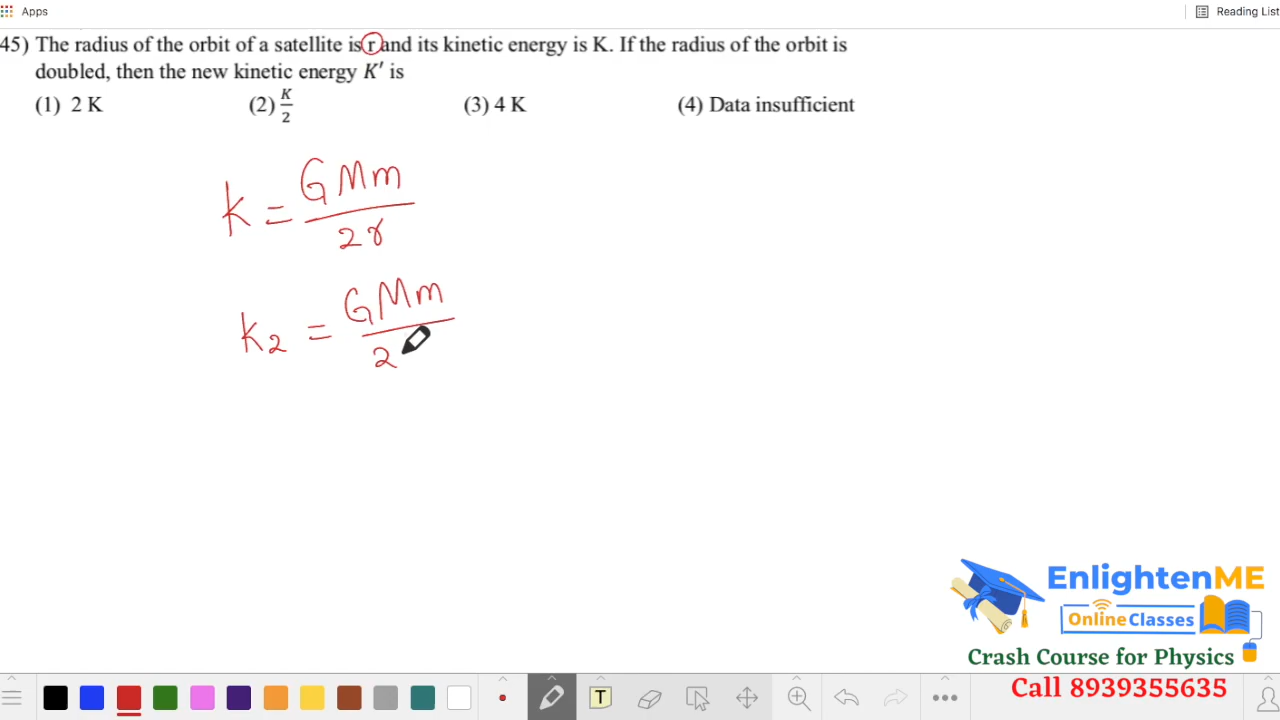 Apps
Reading List
45) The radius of the orbit of a satellite is r and its kinetic energy is K. If the radius of the orbit is
doubled, then the new kinetic energy K' is
(1) 2 K (2) K/2 (3) 4 K (4) Data insufficient
k = GMm/2r
k2 = GMm/2
EnlightenME
Online Classes
Crash Course for Physics
Call 8939355635
T